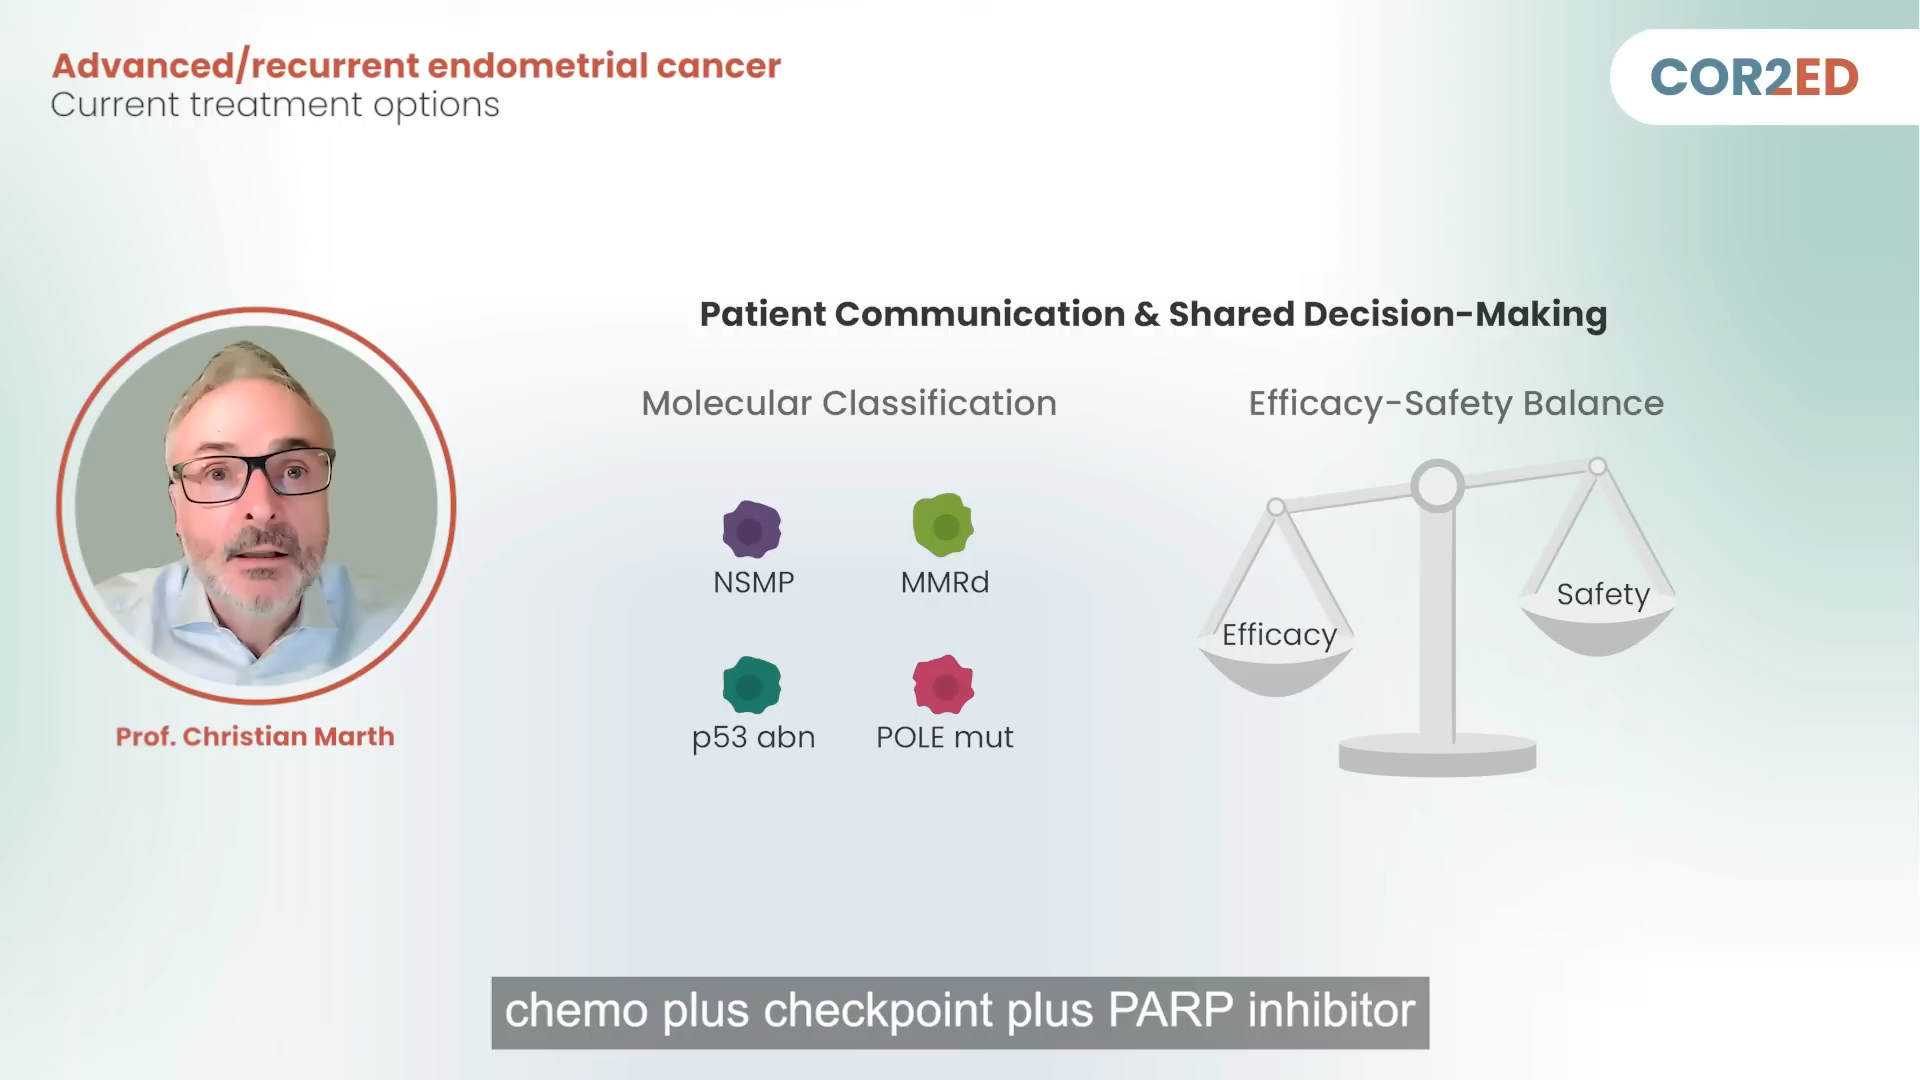 Advanced/recurrent endometrial cancer
Current treatment options
COR2ED
Patient Communication & Shared Decision-Making
Molecular Classification
Efficacy-Safety Balance
NSMP
MMRd
p53 abn
POLE mut
Efficacy
Safety
Prof. Christian Marth
chemo plus checkpoint plus PARP inhibitor